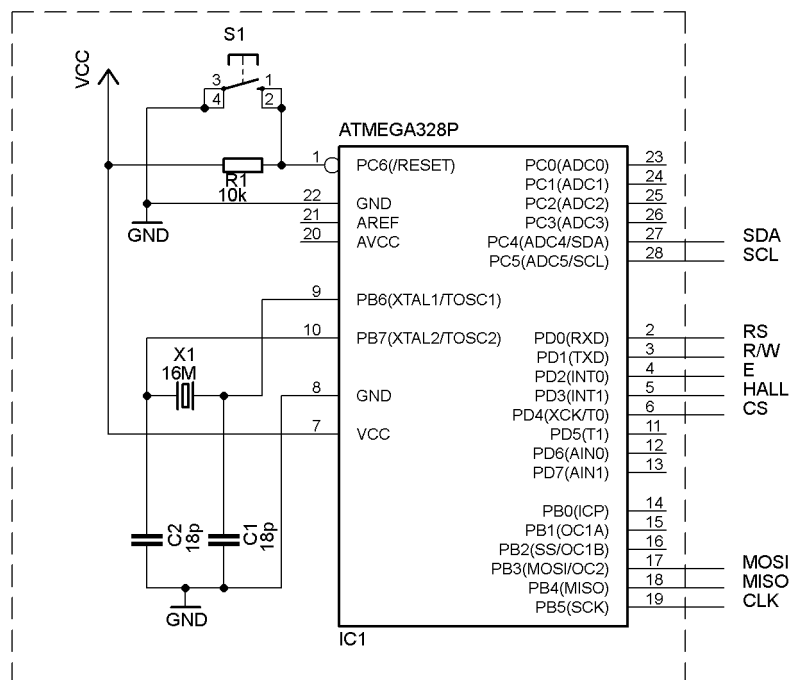 S1
VCC
3 1
4 2
ATMEGA328P
1 PC6(/RESET)
R1
10k
22 GND
21 AREF
20 AVCC
GND
9 PB6(XTAL1/TOSC1)
10 PB7(XTAL2/TOSC2)
X1
16M
8 GND
7 VCC
C2
18p
C1
18p
GND
PC0(ADC0) 23
PC1(ADC1) 24
PC2(ADC2) 25
PC3(ADC3) 26
PC4(ADC4/SDA) 27 SDA
PC5(ADC5/SCL) 28 SCL
PD0(RXD) 2 RS
PD1(TXD) 3 R/W
PD2(INT0) 4 E
PD3(INT1) 5 HALL
PD4(XCK/T0) 6 CS
PD5(T1) 11
PD6(AIN0) 12
PD7(AIN1) 13
PB0(ICP) 14
PB1(OC1A) 15
PB2(SS/OC1B) 16
PB3(MOSI/OC2) 17 MOSI
PB4(MISO) 18 MISO
PB5(SCK) 19 CLK
IC1